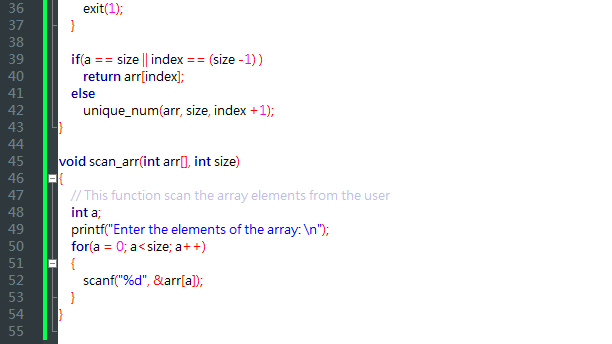 36 exit(1);
37 }
38
39 if(a == size || index == (size -1) )
40 return arr[index];
41 else
42 unique_num(arr, size, index +1);
43 }
44
45 void scan_arr(int arr[], int size)
46 {
47 // This function scan the array elements from the user
48 int a;
49 printf("Enter the elements of the array: \n");
50 for(a = 0; a<size; a++)
51 {
52 scanf("%d", &arr[a]);
53 }
54 }
55